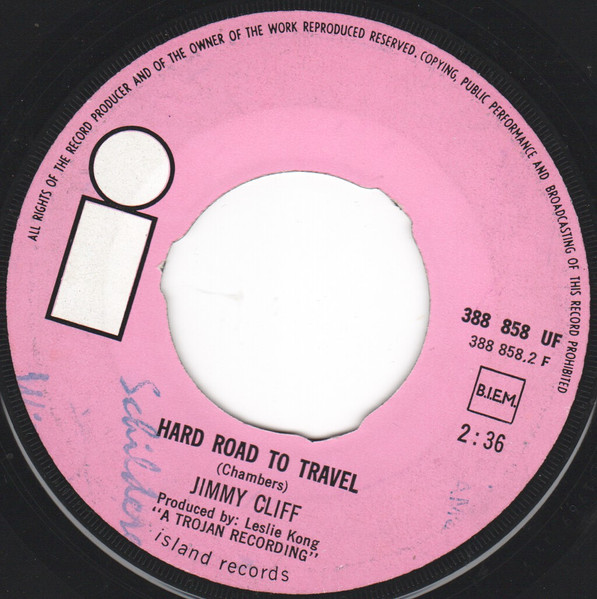 ALL RIGHTS OF THE RECORD PRODUCER AND OF THE OWNER OF THE WORK REPRODUCED RESERVED. COPYING, PUBLIC PERFORMANCE AND BROADCASTING OF THIS RECORD PROHIBITED
i
388 858 UF
388 858.2 F
B.I.E.M.
2:36
HARD ROAD TO TRAVEL
(Chambers)
JIMMY CLIFF
Produced by: Leslie Kong
"A TROJAN RECORDING"
island records